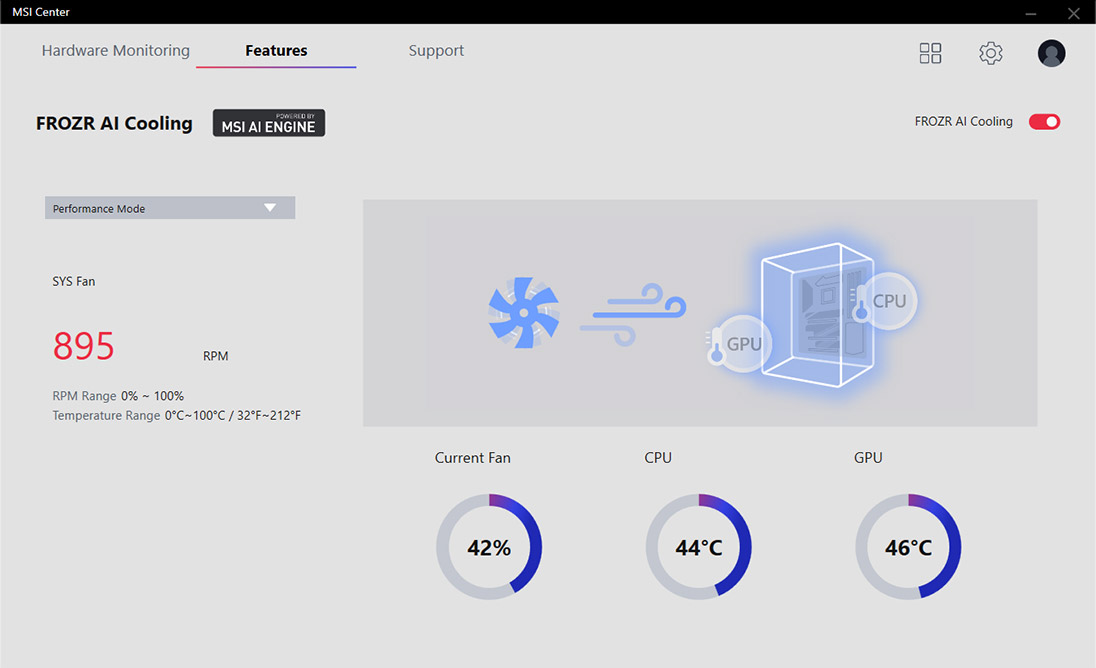 MSI Center
Hardware Monitoring Features Support
FROZR AI Cooling
POWERED BY
MSI AI ENGINE
FROZR AI Cooling
Performance Mode
SYS Fan
895 RPM
RPM Range 0% ~ 100%
Temperature Range 0°C~100°C / 32°F~212°F
CPU
GPU
Current Fan CPU GPU
42% 44°C 46°C